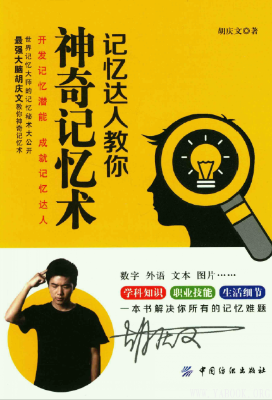 胡庆文◎著
记忆达人教你
神奇记忆术
开发记忆潜能 成就记忆达人
世界记忆大师的记忆秘术大公开
最强大脑胡庆文教你神奇记忆术
数字 外语 文本 图片……
学科知识 职业技能 生活细节
一本书解决你所有的记忆难题
胡庆文
中国纺织出版社